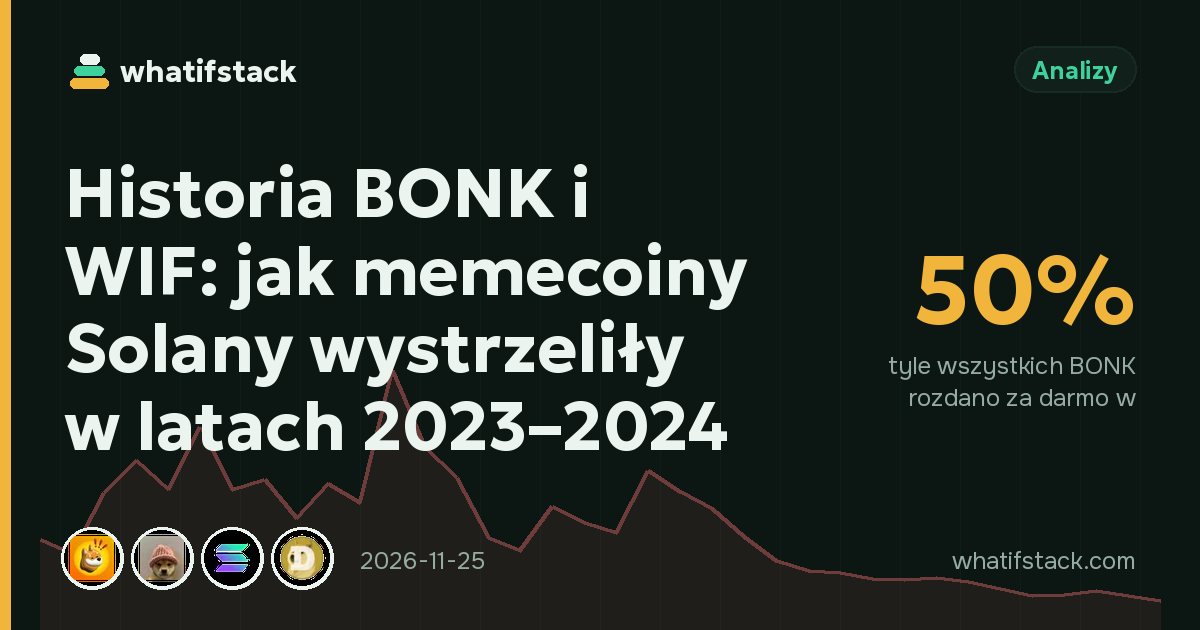 whatifstack
Analizy
Historia BONK i
WIF: jak memecoiny
Solany wystrzeliły
w latach 2023–2024
50%
tyle wszystkich BONK
rozdano za darmo w
2026-11-25
whatifstack.com